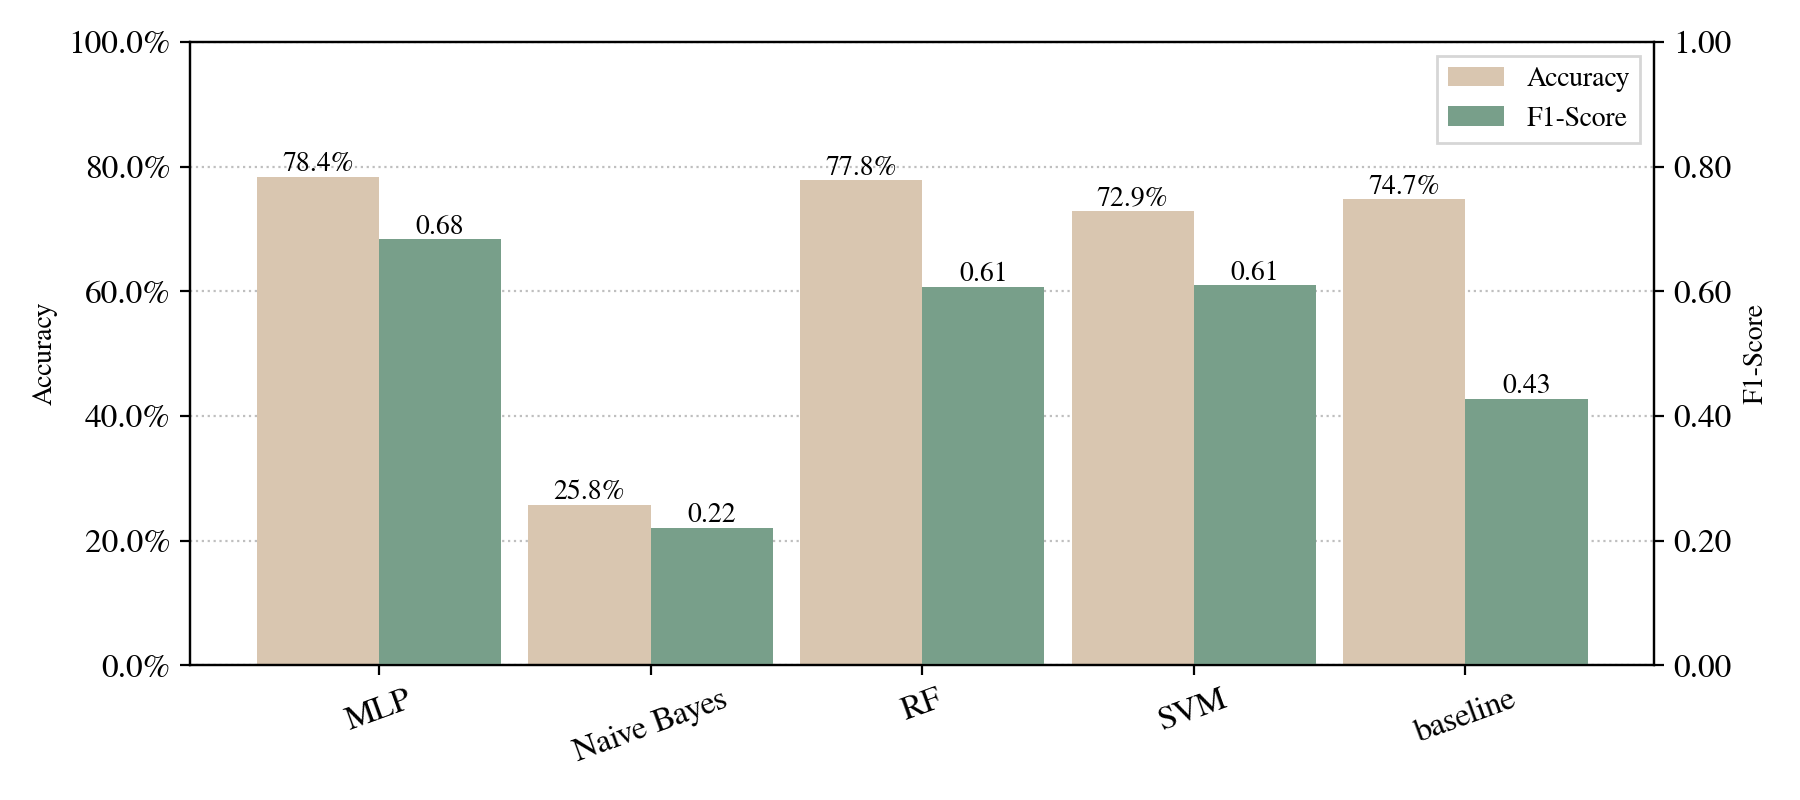 100.0%
80.0%
60.0%
40.0%
20.0%
0.0%
Accuracy
1.00
0.80
0.60
0.40
0.20
0.00
F1-Score
Accuracy
F1-Score
78.4%
0.68
25.8%
0.22
77.8%
0.61
72.9%
0.61
74.7%
0.43
MLP
Naive Bayes
RF
SVM
baseline